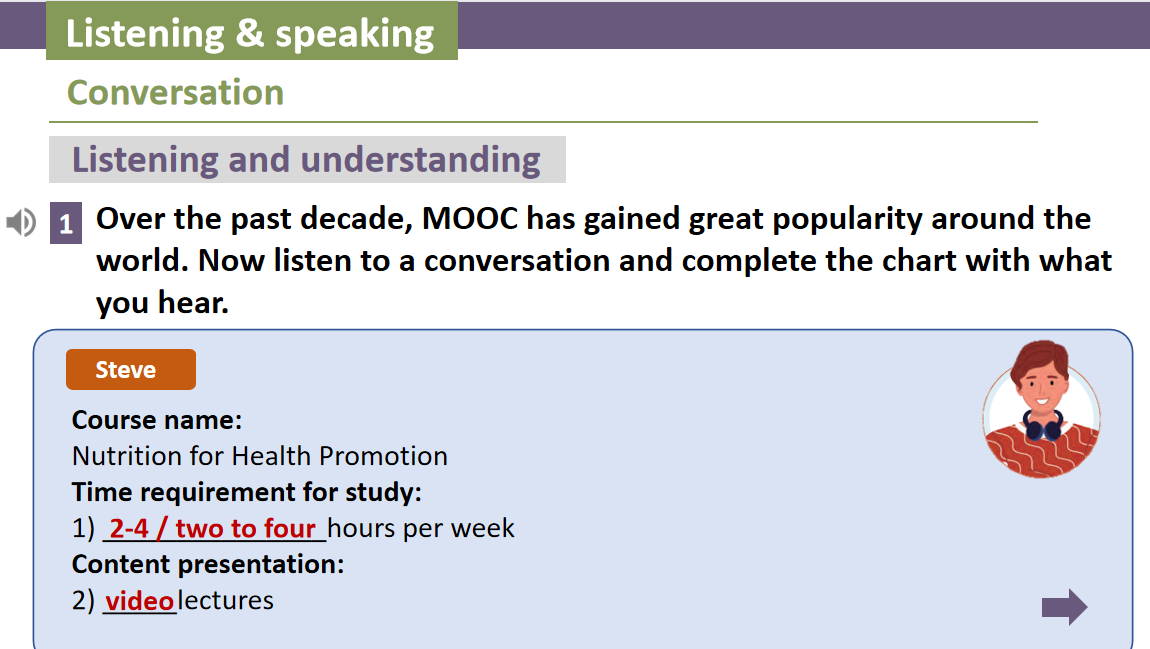 Listening & speaking
Conversation
Listening and understanding
1 Over the past decade, MOOC has gained great popularity around the
world. Now listen to a conversation and complete the chart with what
you hear.
Steve
Course name:
Nutrition for Health Promotion
Time requirement for study:
1) 2-4 / two to four hours per week
Content presentation:
2) video lectures